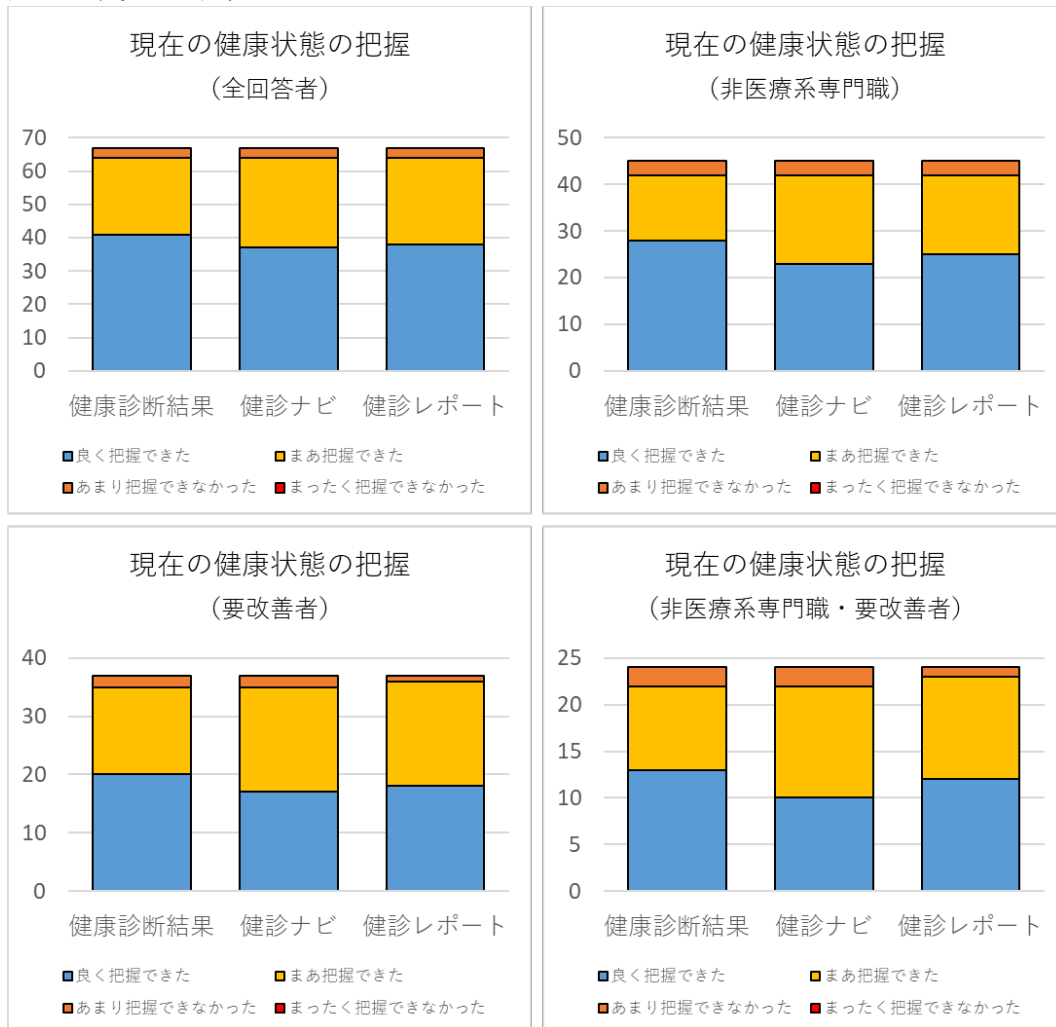 現在の健康状態の把握
（全回答者）
70
60
50
40
30
20
10
0
健康診断結果 健診ナビ 健診レポート
良く把握できた まあ把握できた
あまり把握できなかった まったく把握できなかった
現在の健康状態の把握
（非医療系専門職）
50
40
30
20
10
0
健康診断結果 健診ナビ 健診レポート
良く把握できた まあ把握できた
あまり把握できなかった まったく把握できなかった
現在の健康状態の把握
（要改善者）
40
30
20
10
0
健康診断結果 健診ナビ 健診レポート
良く把握できた まあ把握できた
あまり把握できなかった まったく把握できなかった
現在の健康状態の把握
（非医療系専門職・要改善者）
25
20
15
10
5
0
健康診断結果 健診ナビ 健診レポート
良く把握できた まあ把握できた
あまり把握できなかった まったく把握できなかった